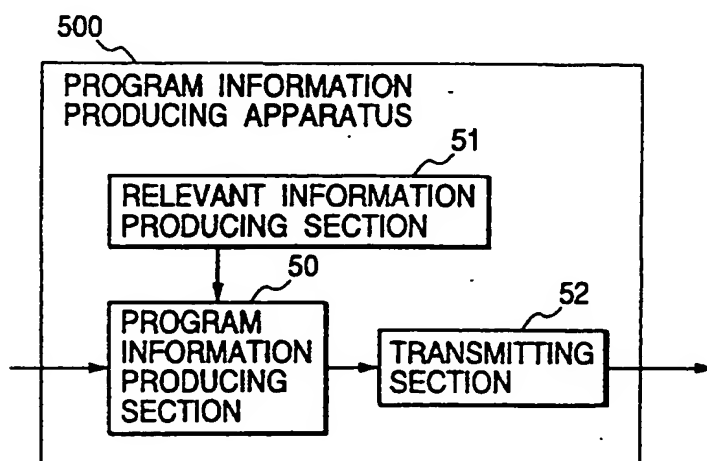 500
PROGRAM INFORMATION
PRODUCING APPARATUS
51
RELEVANT INFORMATION
PRODUCING SECTION
50
PROGRAM
INFORMATION
PRODUCING
SECTION
52
TRANSMITTING
SECTION